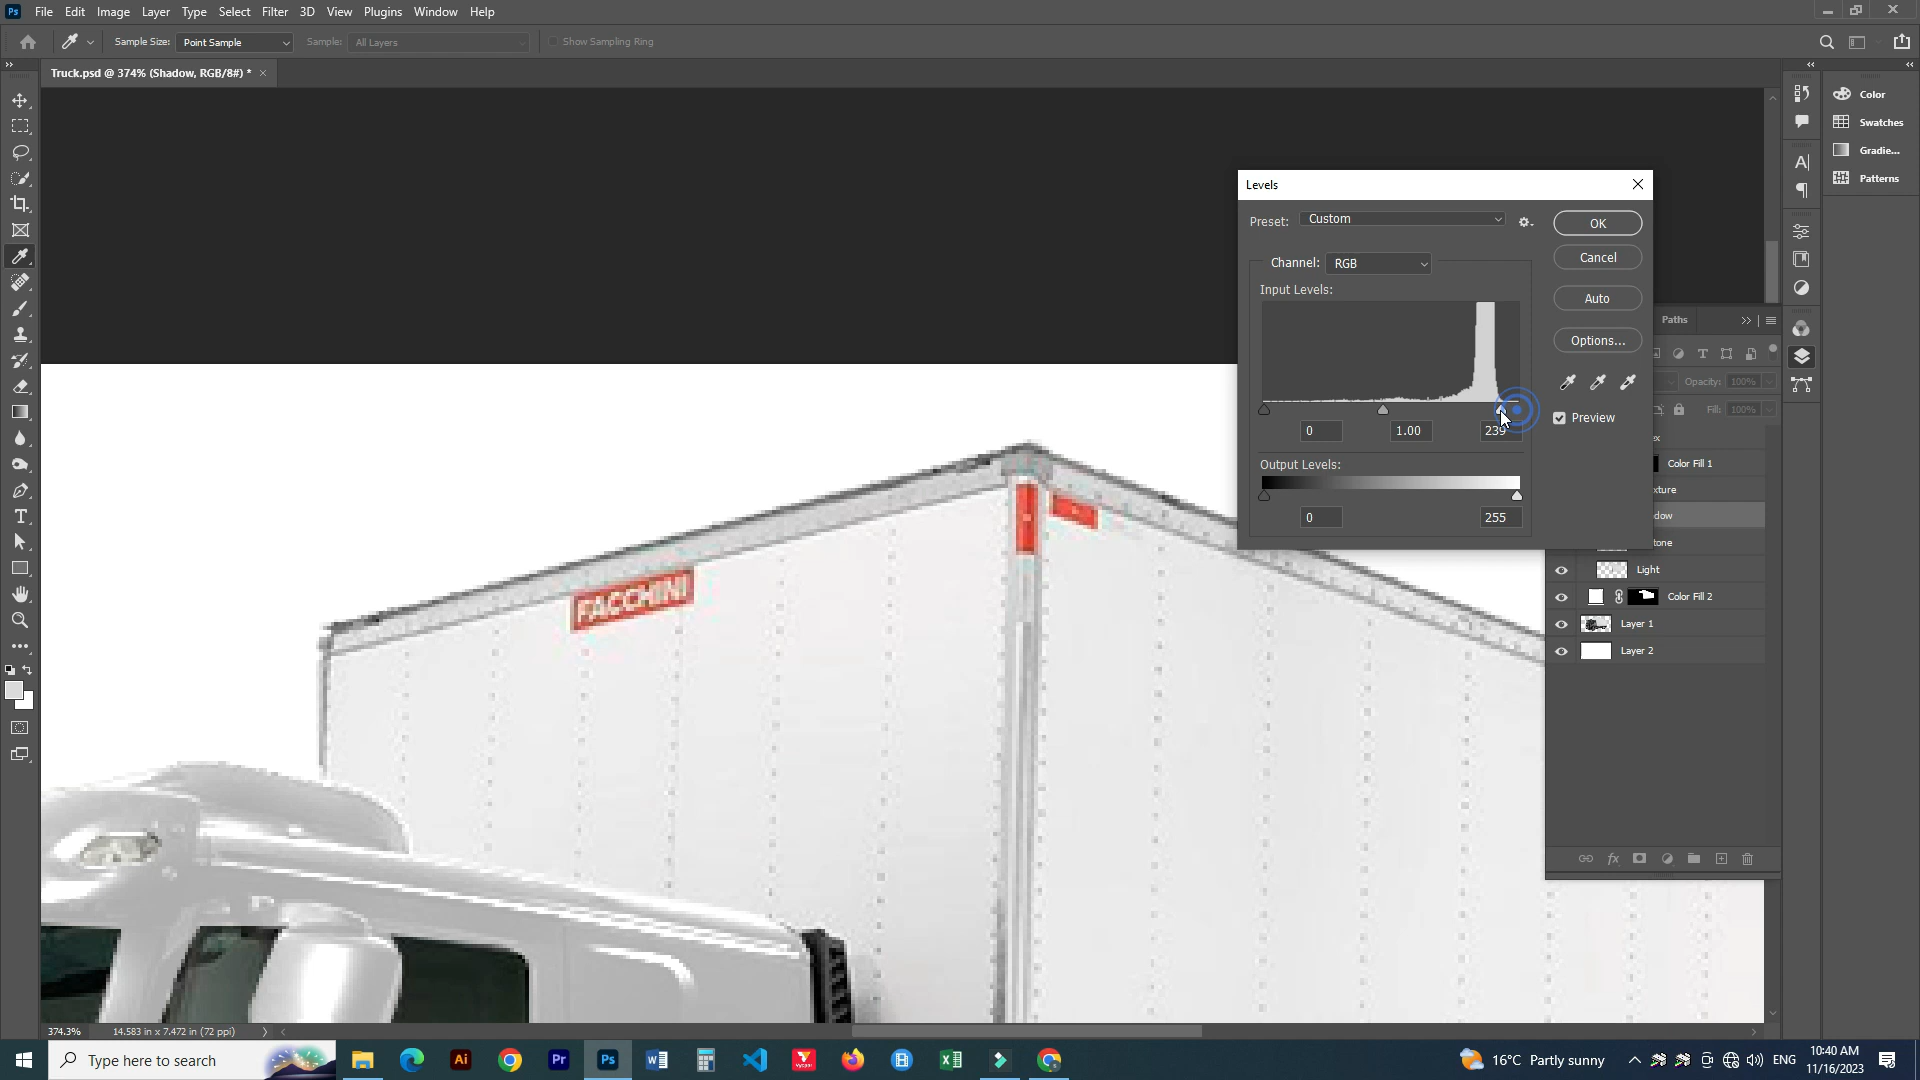 Ps File Edit Image Layer Type Select Filter 3D View Plugins Window Help
Sample Size: Point Sample Sample: All Layers Show Sampling Ring
Truck.psd @ 374% (Shadow, RGB/8#) *
Color
Swatches
Gradie...
Patterns
Levels
Preset: Custom
OK
Channel: RGB
Cancel
Input Levels:
Auto
Options...
Preview
0 1.00 239
Output Levels:
0 255
Paths
Opacity: 100%
Fill: 100%
Color Fill 1
xture
dow
tone
Light
Color Fill 2
Layer 1
Layer 2
FACCHINI
374.3% 14.583 in x 7.472 in (72 ppi)
Type here to search
Ai Pr Ps
16°C Partly sunny
ENG
10:40 AM
11/16/2023